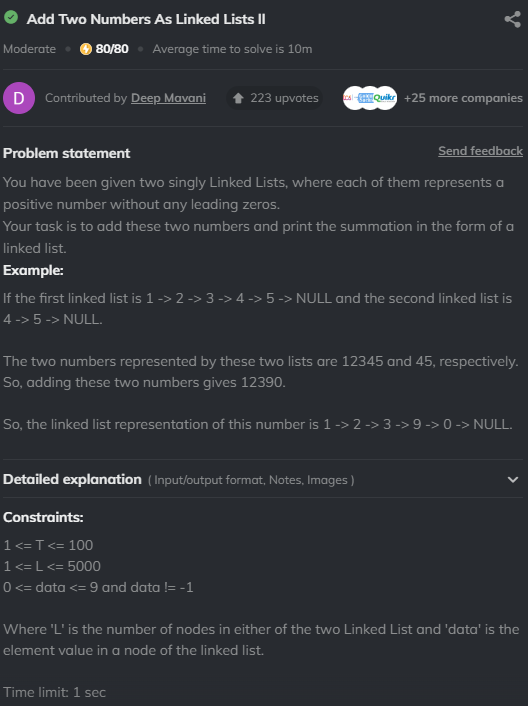 Add Two Numbers As Linked Lists II
Moderate • 80/80 • Average time to solve is 10m
D Contributed by Deep Mavani 223 upvotes Quikr +25 more companies
Problem statement Send feedback
You have been given two singly Linked Lists, where each of them represents a
positive number without any leading zeros.
Your task is to add these two numbers and print the summation in the form of a
linked list.
Example:
If the first linked list is 1 -> 2 -> 3 -> 4 -> 5 -> NULL and the second linked list is
4 -> 5 -> NULL.
The two numbers represented by these two lists are 12345 and 45, respectively.
So, adding these two numbers gives 12390.
So, the linked list representation of this number is 1 -> 2 -> 3 -> 9 -> 0 -> NULL.
Detailed explanation ( Input/output format, Notes, Images )
Constraints:
1 <= T <= 100
1 <= L <= 5000
0 <= data <= 9 and data != -1
Where 'L' is the number of nodes in either of the two Linked List and 'data' is the
element value in a node of the linked list.
Time limit: 1 sec